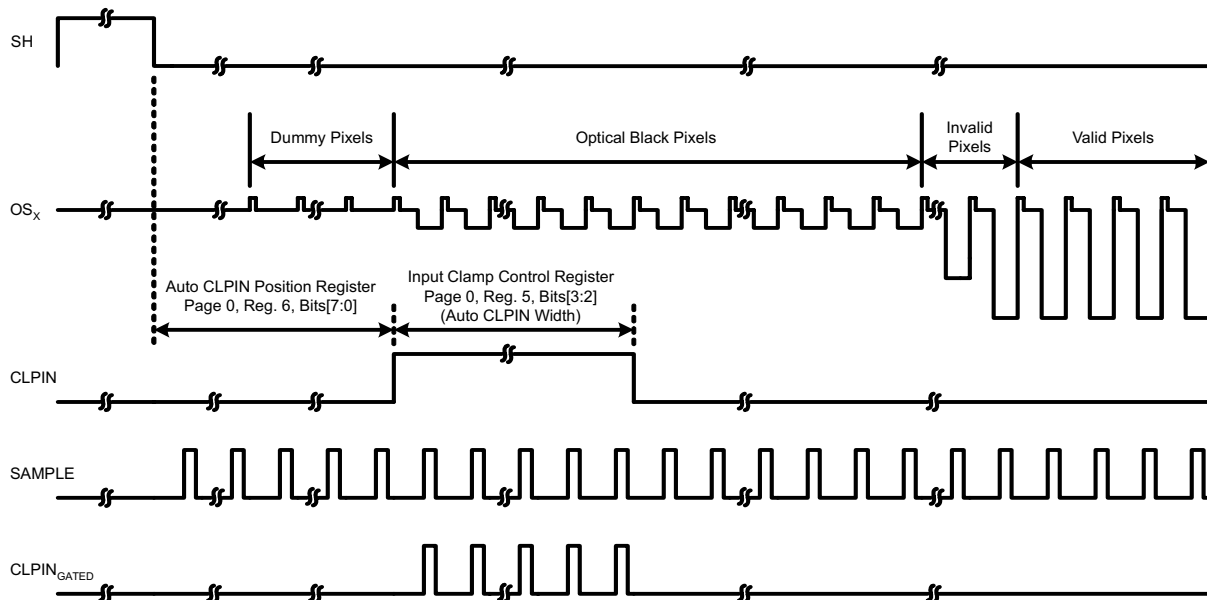 SH
Dummy Pixels
Optical Black Pixels
Invalid
Pixels
Valid Pixels
OSX
Auto CLPIN Position Register
Page 0, Reg. 6, Bits[7:0]
Input Clamp Control Register
Page 0, Reg. 5, Bits[3:2]
(Auto CLPIN Width)
CLPIN
SAMPLE
CLPINGATED